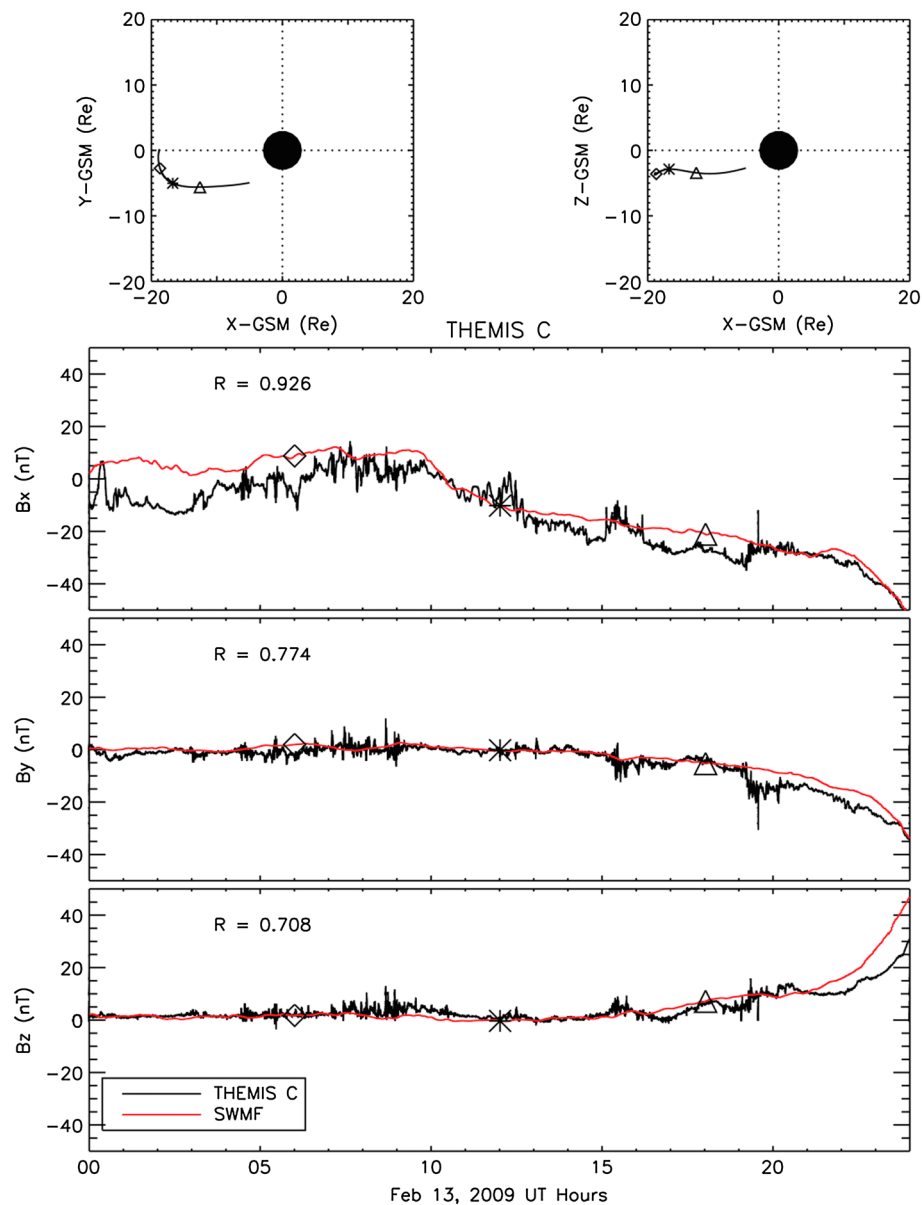 20
10
0
−10
−20
Y−GSM (Re)
−20 0 20
X−GSM (Re)
20
10
0
−10
−20
Z−GSM (Re)
−20 0 20
X−GSM (Re)
THEMIS C
R = 0.926
40
20
0
−20
−40
Bx (nT)
R = 0.774
40
20
0
−20
−40
By (nT)
R = 0.708
40
20
0
−20
−40
Bz (nT)
THEMIS C
SWMF
00 05 10 15 20
Feb 13, 2009 UT Hours